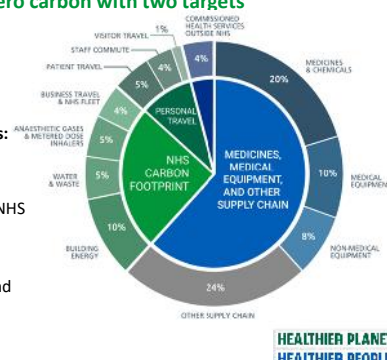 ero carbon with two targets
COMMISSIONED
HEALTH SERVICES
OUTSIDE NHS
1%
VISITOR TRAVEL
STAFF COMMUTE
PATIENT TRAVEL
4%
4%
5%
BUSINESS TRAVEL
& NHS FLEET
4%
s:
ANAESTHETIC GASES
& METERED DOSE
INHALERS
5%
WATER
& WASTE
5%
NHS
BUILDING
ENERGY
10%
nd
PERSONAL
TRAVEL
NHS
CARBON
FOOTPRINT
MEDICINES,
MEDICAL
EQUIPMENT,
AND OTHER
SUPPLY CHAIN
MEDICINES
& CHEMICALS
20%
10%
MEDICAL
EQUIPMEN
8%
NON-MEDICAL
EQUIPMENT
24%
OTHER SUPPLY CHAIN
HEALTHIER PLANE
HEALTHIER PEOPL